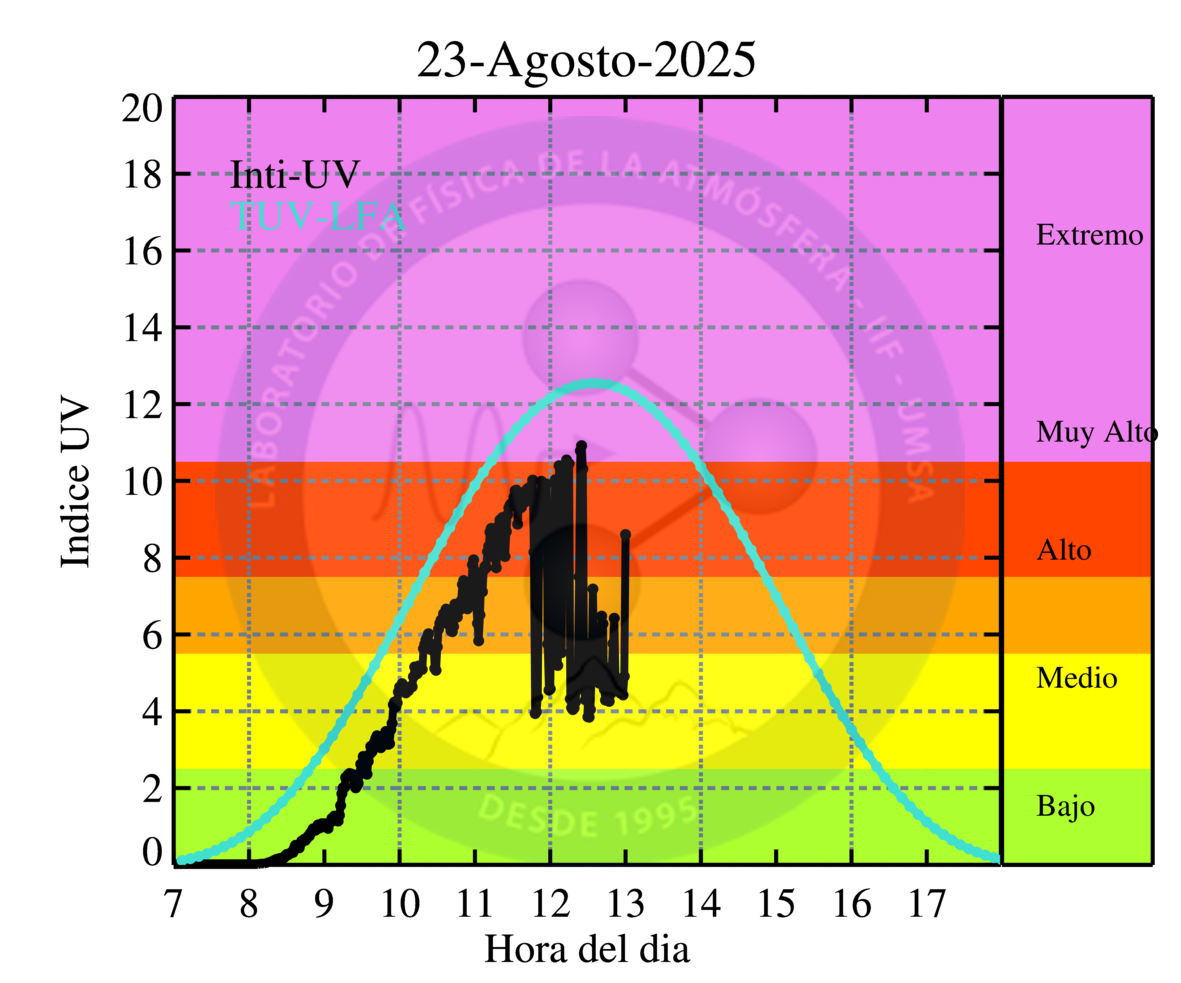 23-Agosto-2025
20
18
16
14
12
10
8
6
4
2
0
Indice UV
Inti-UV
TUV-LFA
LABORATORIO DE FÍSICA DE LA ATMÓSFERA - IIF - UMSA
DESDE 1995
Extremo
Muy Alto
Alto
Medio
Bajo
7 8 9 10 11 12 13 14 15 16 17
Hora del dia